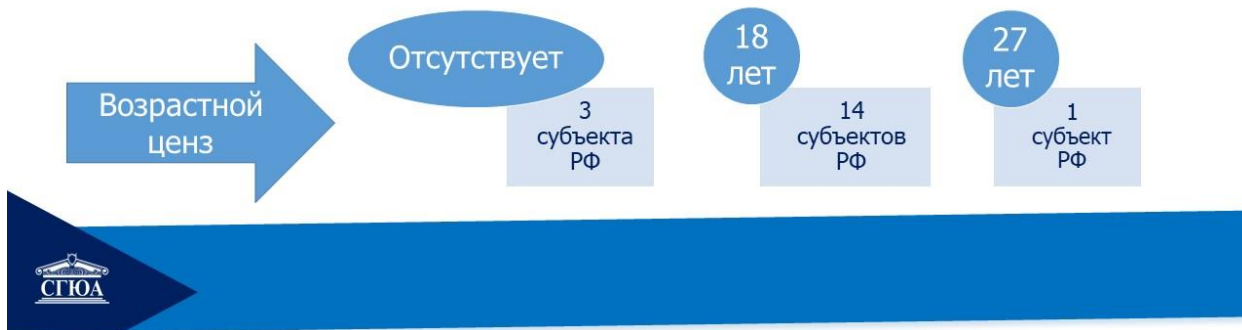 Возрастной
ценз
Отсутствует
3
субъекта
РФ
18
лет
14
субъектов
РФ
27
лет
1
субъект
РФ
СГЮА